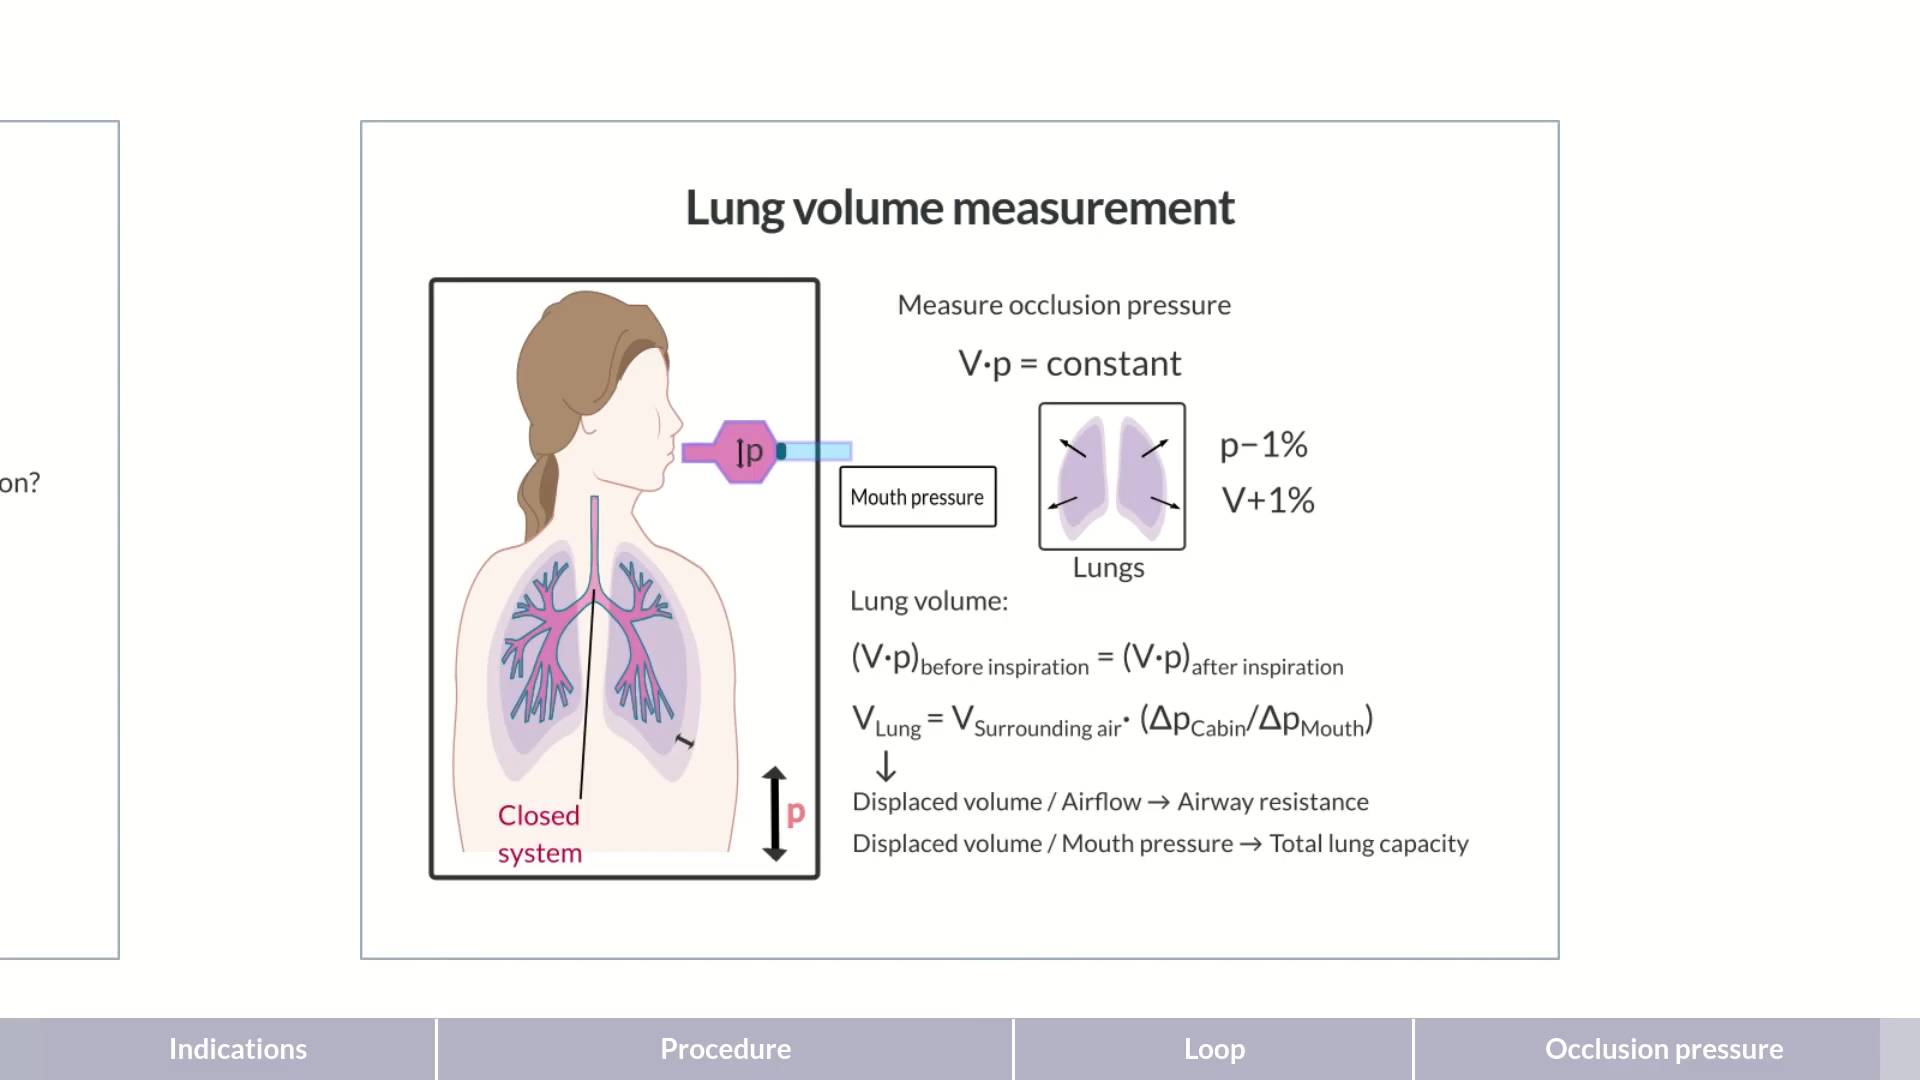 Lung volume measurement
Measure occlusion pressure
V·p = constant
↕p
Mouth pressure
p−1%
V+1%
Lungs
on?
Lung volume:
(V·p)before inspiration = (V·p)after inspiration
VLung = VSurrounding air· (ΔpCabin/ΔpMouth)
↓
Displaced volume / Airflow → Airway resistance
Displaced volume / Mouth pressure → Total lung capacity
Closed
system
p
Indications
Procedure
Loop
Occlusion pressure